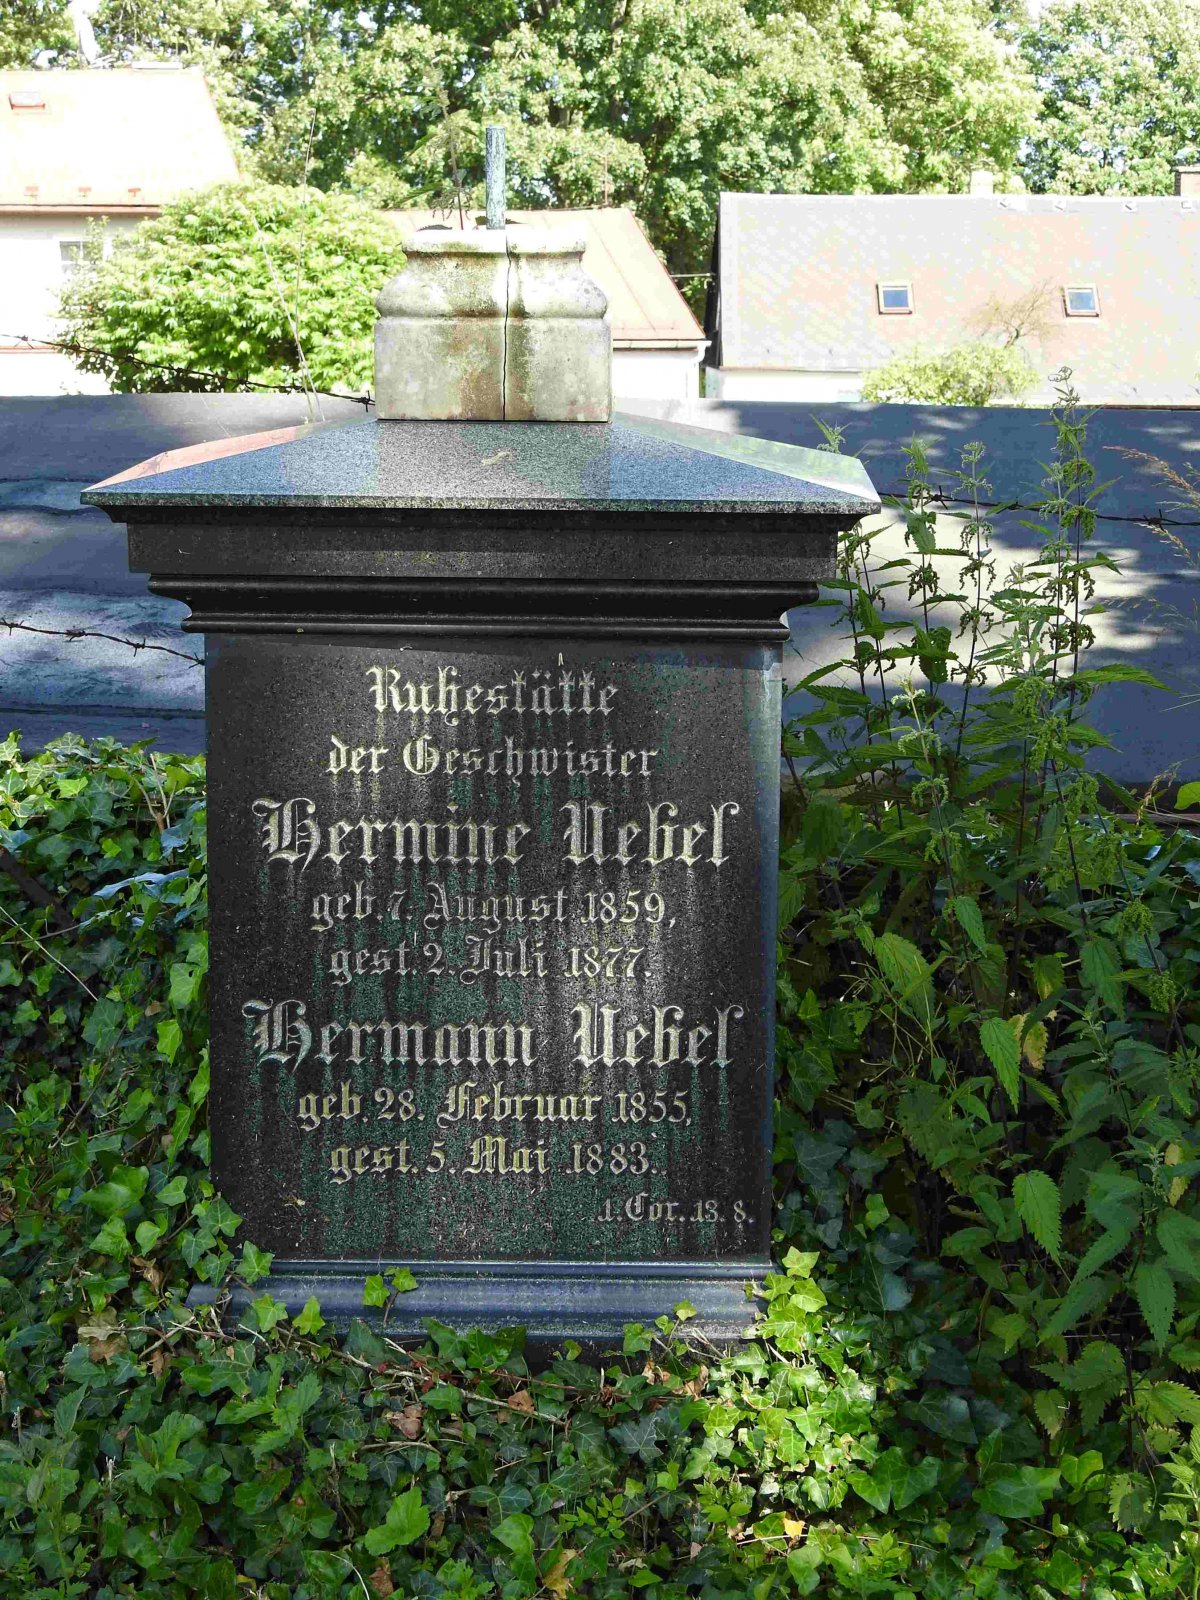 Ruhestätte
der Geschwister
Hermine Uebel
geb. 7. August 1859,
gest. 2. Juli 1877.
Hermann Uebel
geb. 28. Februar 1855,
gest. 5. Mai 1883.
1. Cor. 13. 8.